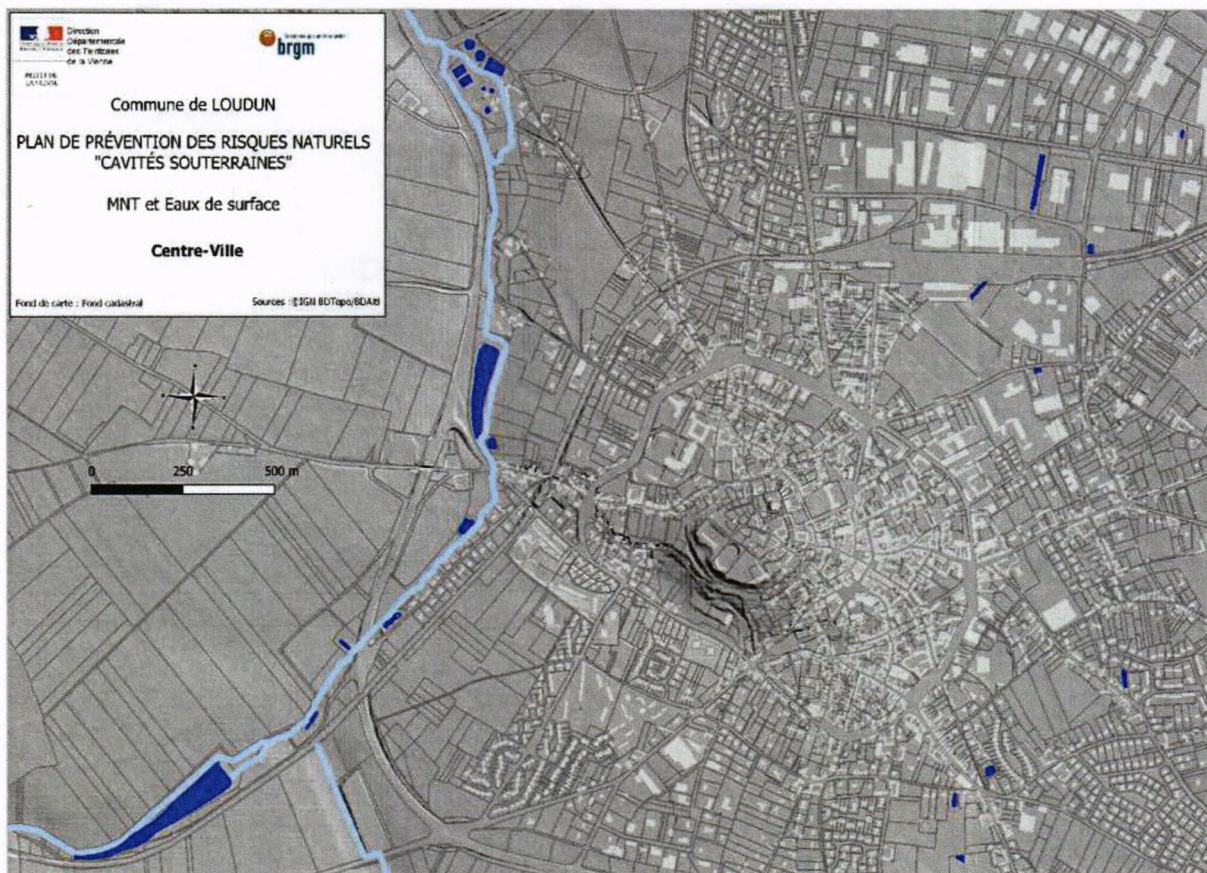 Direction
Départementale
des Territoires
de la Vienne
brgm
Commune de LOUDUN
PLAN DE PRÉVENTION DES RISQUES NATURELS
"CAVITÉS SOUTERRAINES"
MNT et Eaux de surface
Centre-Ville
Fond de carte : Fond cadastral
Sources : ©IGN BDTopo/BDAlti
0 250 500 m